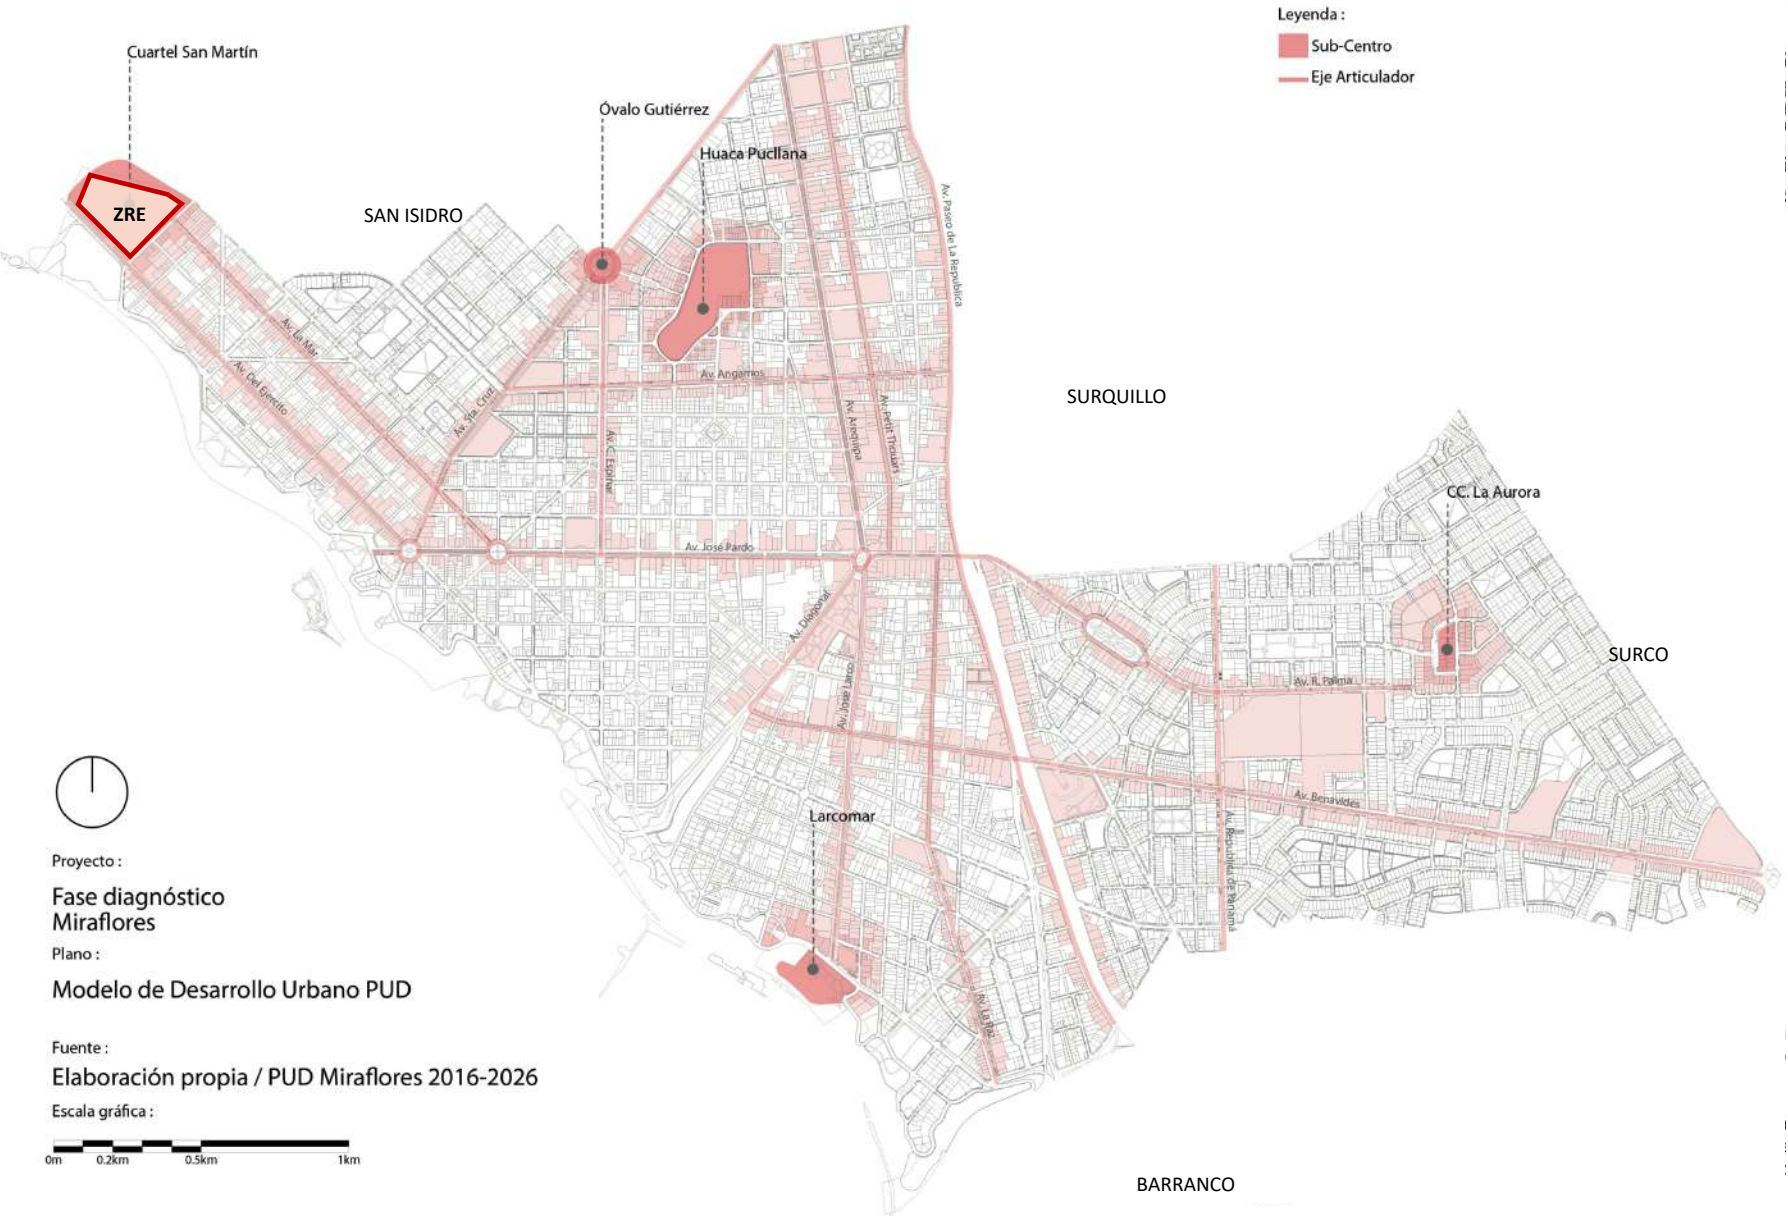 Leyenda :
Sub-Centro
Eje Articulador
Cuartel San Martín
Óvalo Gutiérrez
Huaca Pucllana
ZRE
SAN ISIDRO
Av. Paseo de La Republica
Av. La Mar
Av. Del Ejercito
Av. Sta. Cruz
Av. Angamos
Av. C. Espinar
Av. Arequipa
Av. Petit Thouars
SURQUILLO
CC. La Aurora
Av. José Pardo
Av. Diagonal
Av. José Larco
SURCO
Av. R. Palma
Av. Benavides
Av. República de Panamá
Larcomar
Av. La Paz
BARRANCO
Proyecto :
Fase diagnóstico
Miraflores
Plano :
Modelo de Desarrollo Urbano PUD
Fuente :
Elaboración propia / PUD Miraflores 2016-2026
Escala gráfica :
0m 0.2km 0.5km 1km